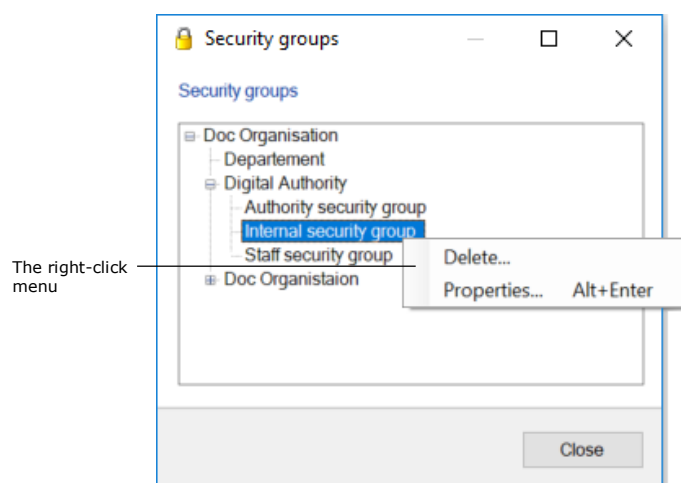 Security groups
Security groups
Doc Organisation
Departement
Digital Authority
Authority security group
Internal security group
Staff security group
Doc Organistaion
Delete...
Properties... Alt+Enter
The right-click
menu
Close